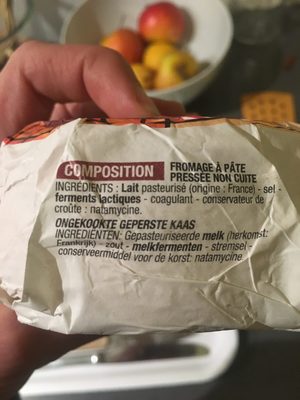 COMPOSITION
FROMAGE À PÂTE
PRESSÉE NON CUITE
INGRÉDIENTS : Lait pasteurisé (origine : France) - sel -
ferments lactiques - coagulant - conservateur de
croûte : natamycine.
ONGEKOOKTE GEPERSTE KAAS
INGREDIËNTEN: Gepasteuriseerde melk (herkomst:
Frankrijk) - zout - melkfermenten - stremsel -
conserveermiddel voor de korst: natamycine.